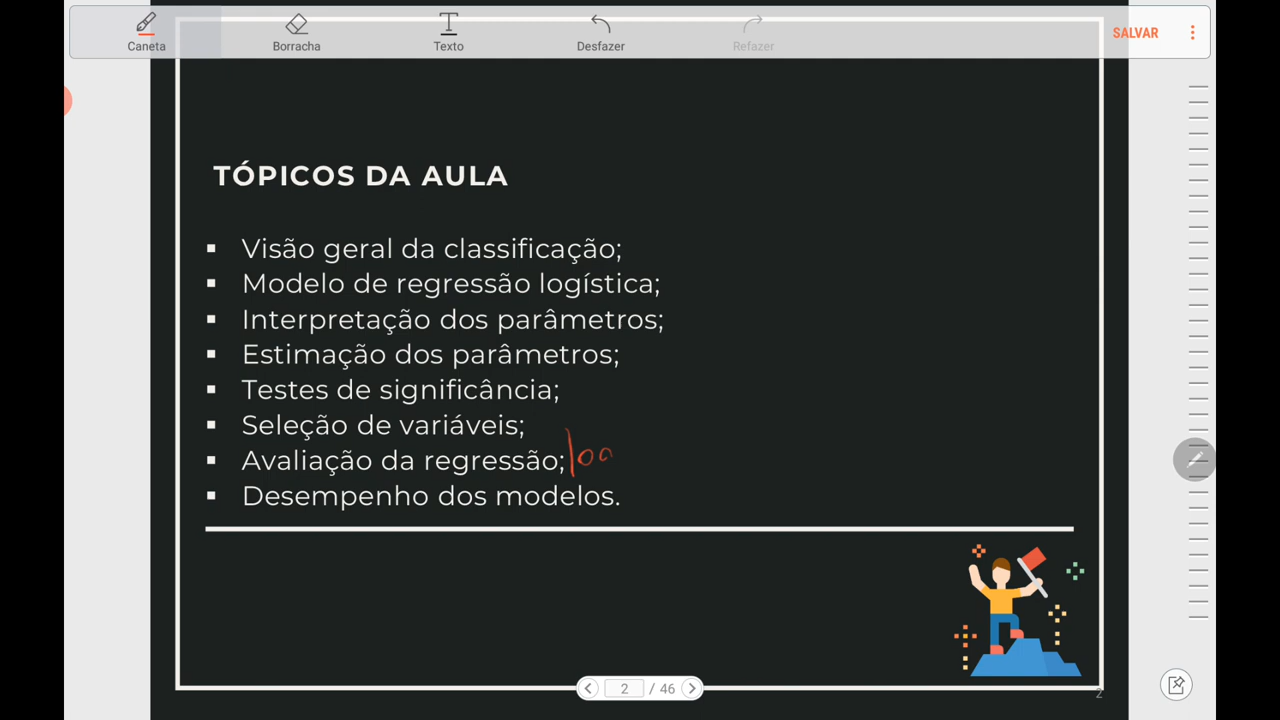 Caneta
Borracha
Texto
Desfazer
Refazer
SALVAR
TÓPICOS DA AULA
▪ Visão geral da classificação;
▪ Modelo de regressão logística;
▪ Interpretação dos parâmetros;
▪ Estimação dos parâmetros;
▪ Testes de significância;
▪ Seleção de variáveis;
▪ Avaliação da regressão;
▪ Desempenho dos modelos.
2 / 46
2